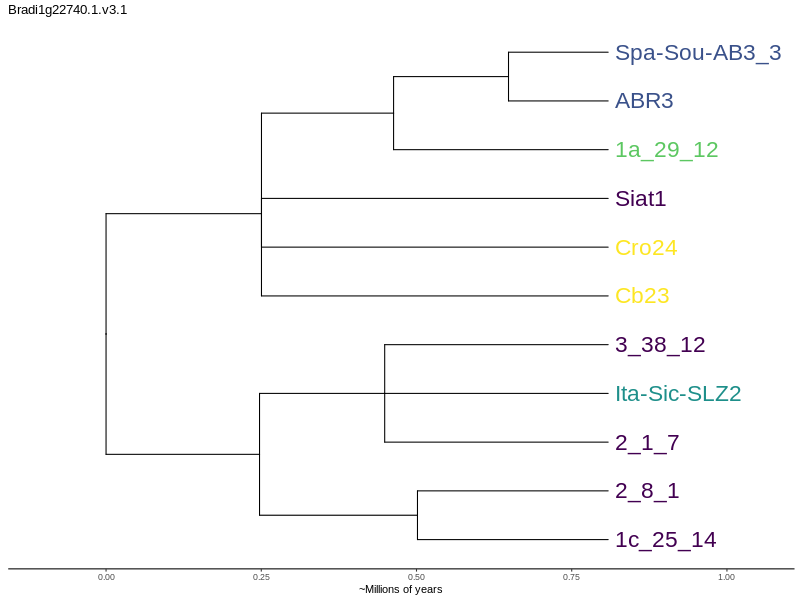 Bradi1g22740.1.v3.1
Spa-Sou-AB3_3
ABR3
1a_29_12
Siat1
Cro24
Cb23
3_38_12
Ita-Sic-SLZ2
2_1_7
2_8_1
1c_25_14
0.00 0.25 0.50 0.75 1.00
~Millions of years